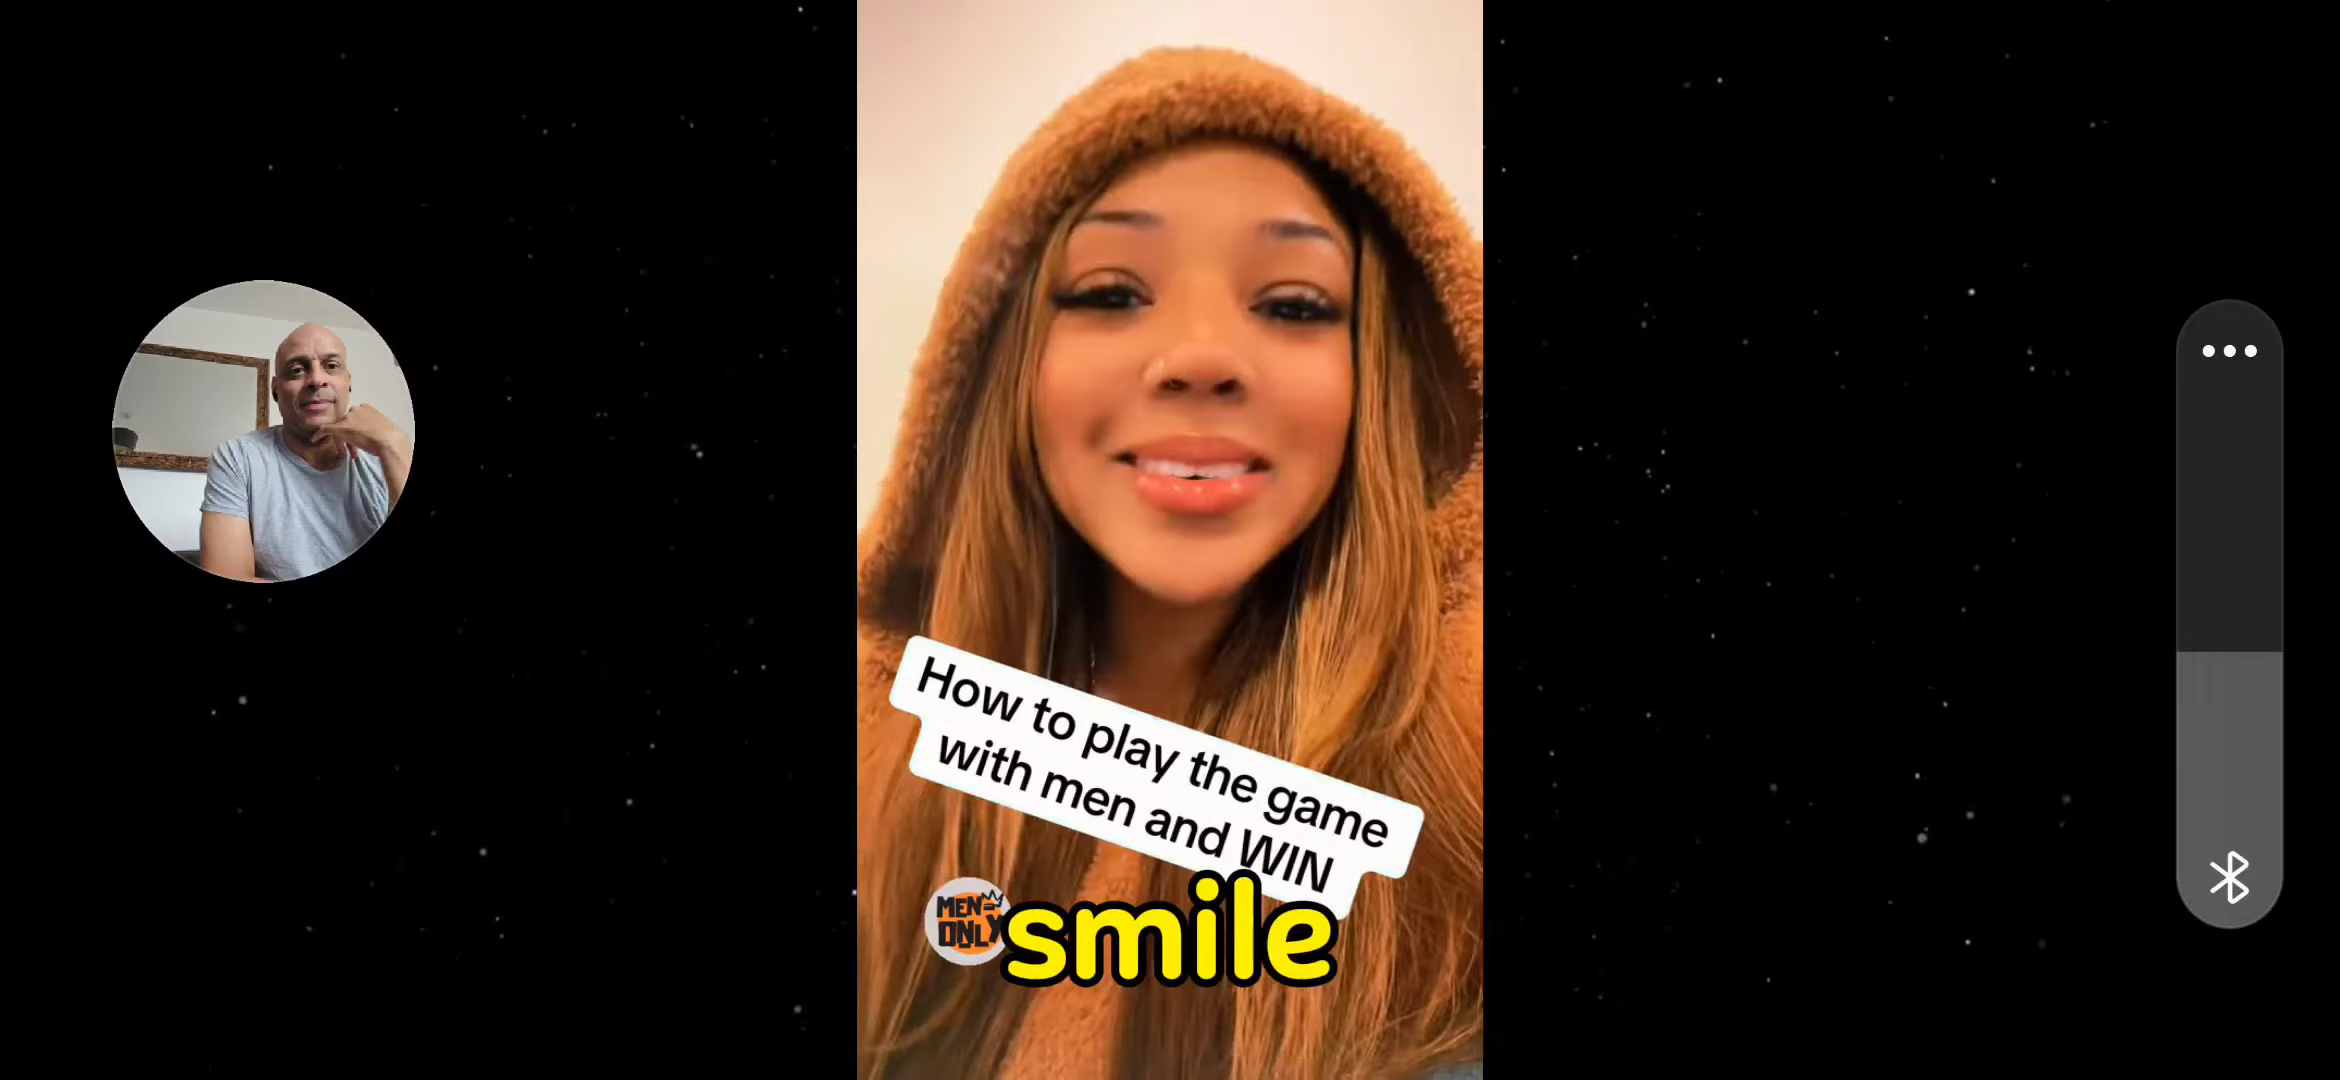 How to play the game
with men and WIN
MEN-
ONLY
smile